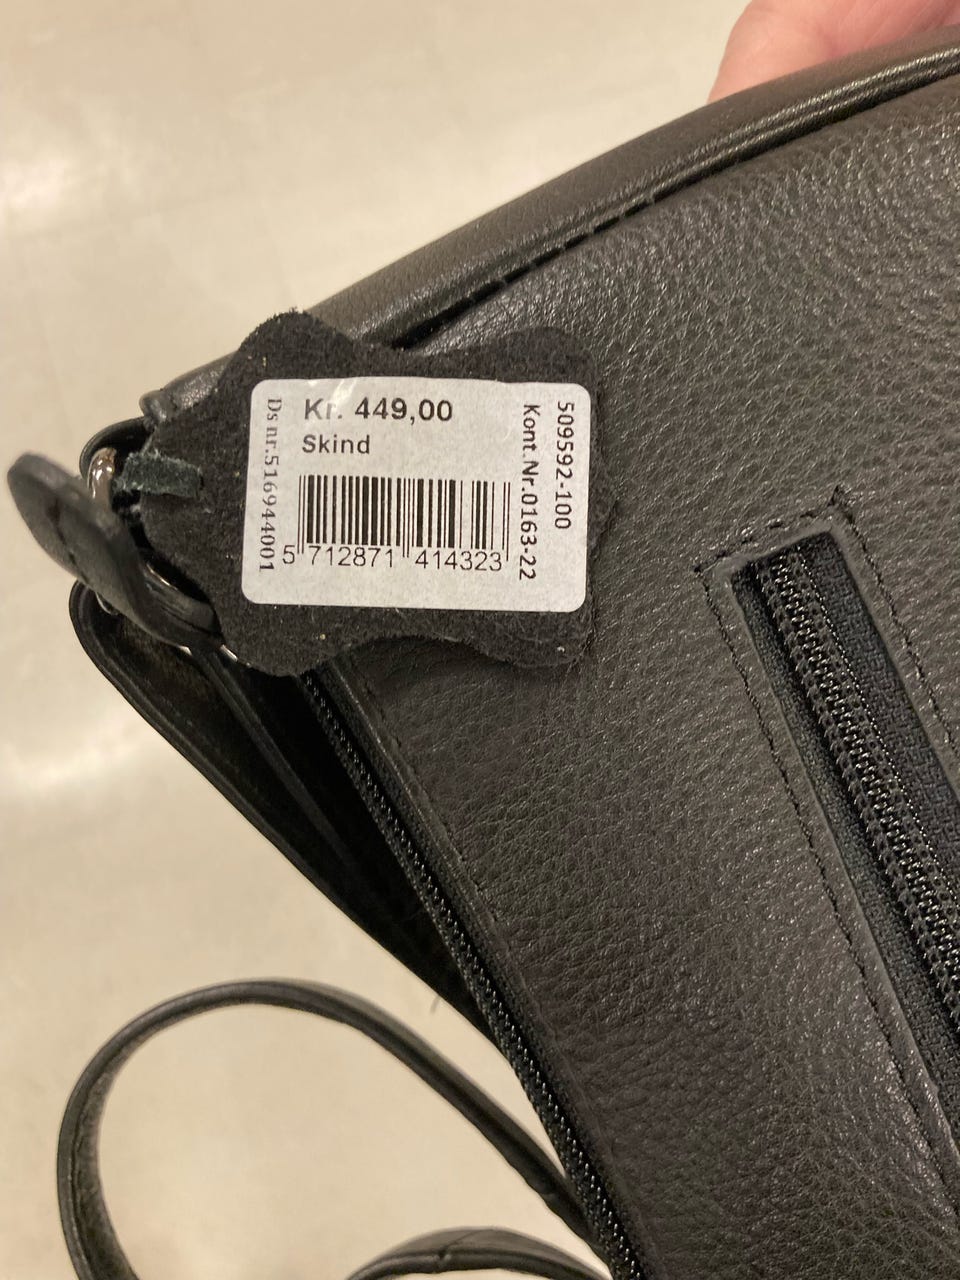 Kr. 449,00
Skind
5 712871 414323
Ds nr.516944001
509592-100
Kont.Nr.0163-22